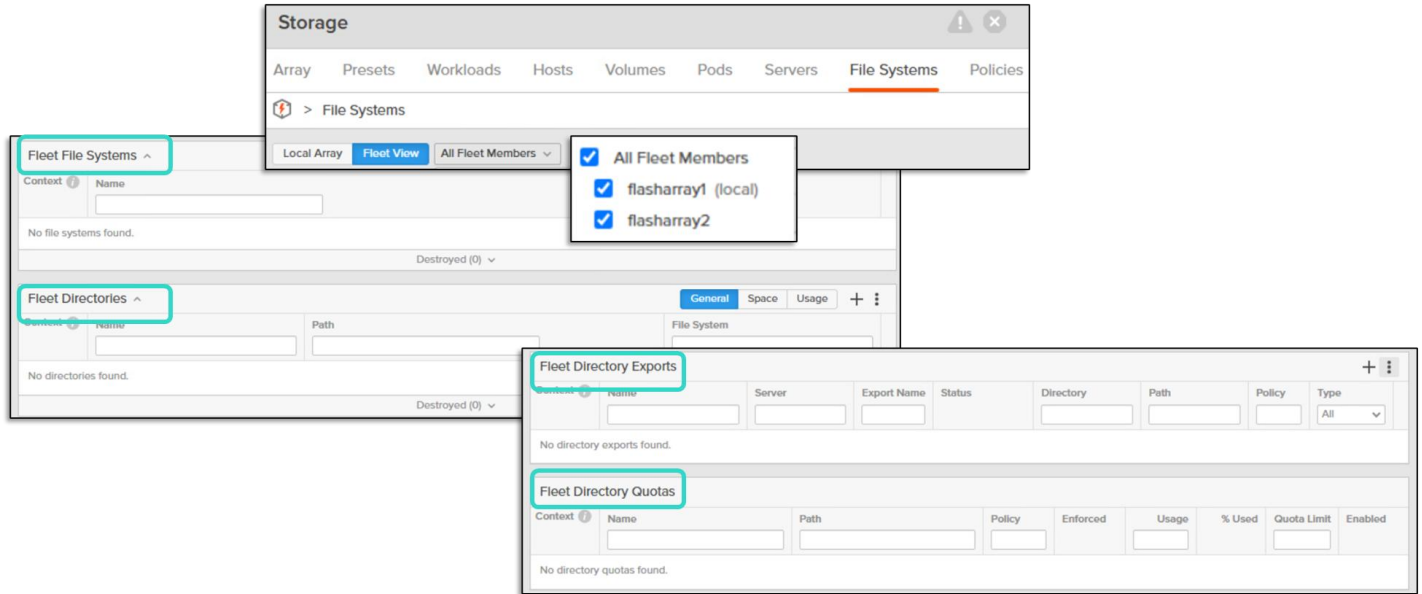 Storage
Array Presets Workloads Hosts Volumes Pods Servers File Systems Policies
> File Systems
Local Array Fleet View All Fleet Members
All Fleet Members
flasharray1 (local)
flasharray2
Fleet File Systems
Context Name
No file systems found.
Destroyed (0)
Fleet Directories
General Space Usage
Context Name Path File System
No directories found.
Destroyed (0)
Fleet Directory Exports
Context Name Server Export Name Status Directory Path Policy Type
All
No directory exports found.
Fleet Directory Quotas
Context Name Path Policy Enforced Usage % Used Quota Limit Enabled
No directory quotas found.